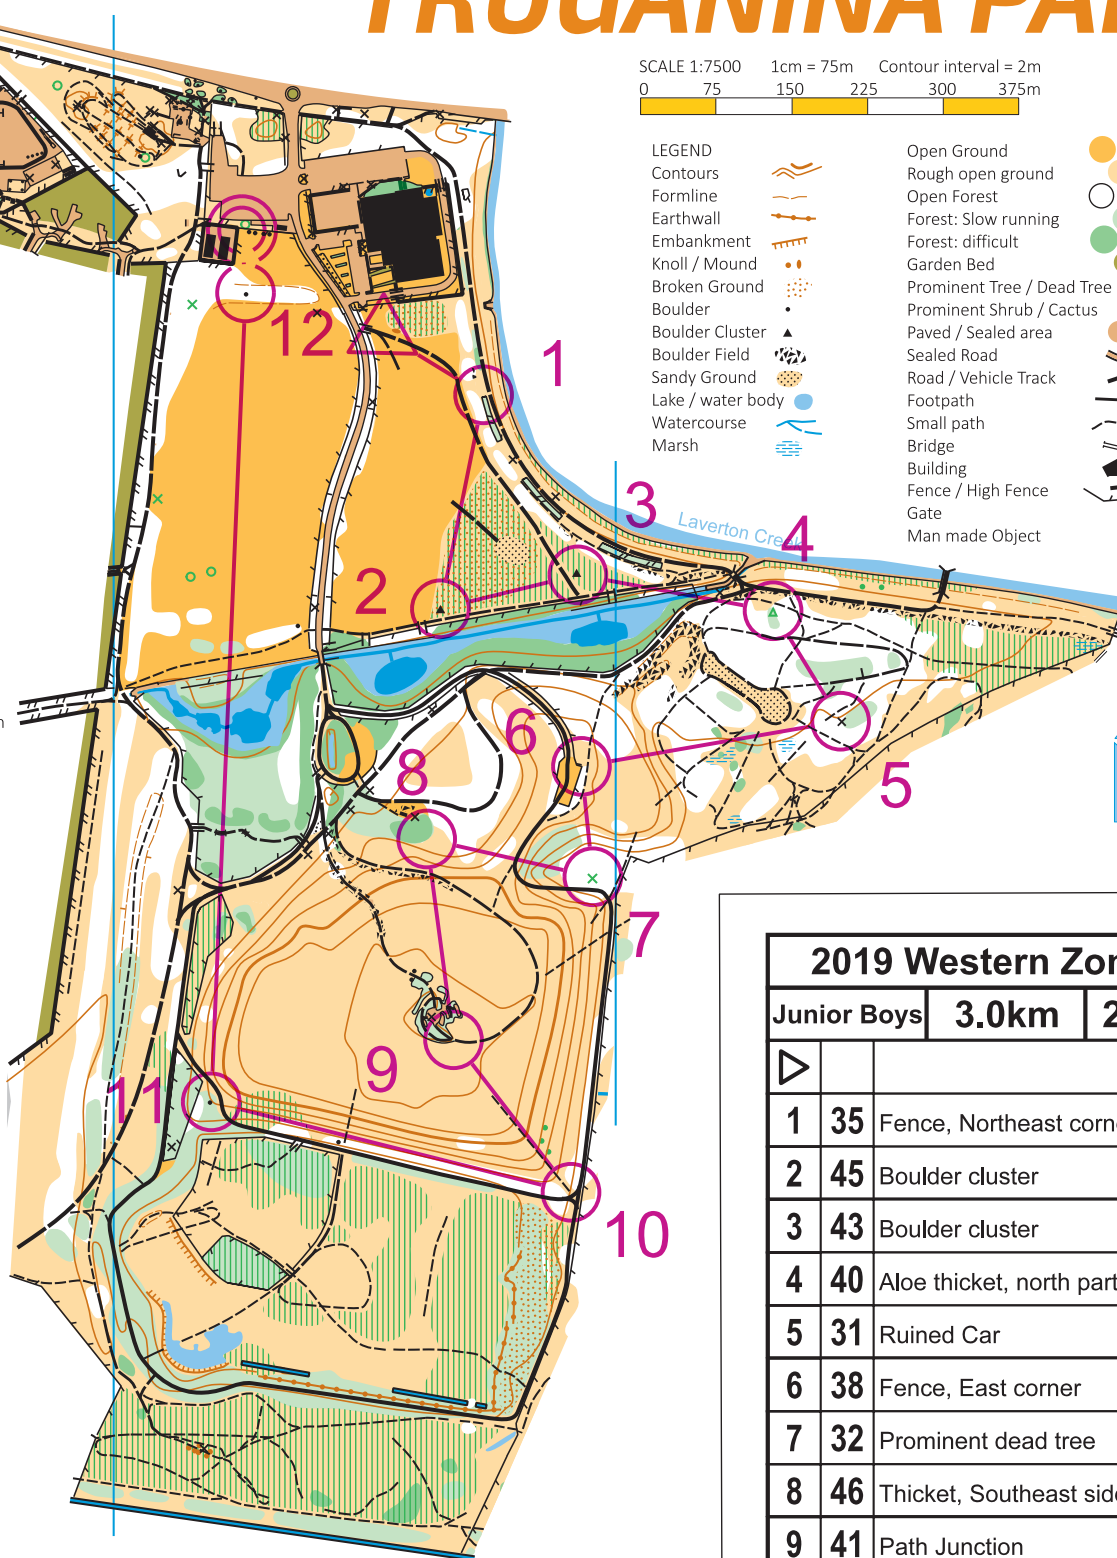 TRUGANINA PA
SCALE 1:7500 1cm = 75m Contour interval = 2m
0 75 150 225 300 375m
LEGEND
Contours
Formline
Earthwall
Embankment
Knoll / Mound
Broken Ground
Boulder
Boulder Cluster
Boulder Field
Sandy Ground
Lake / water body
Watercourse
Marsh
Open Ground
Rough open ground
Open Forest
Forest: Slow running
Forest: difficult
Garden Bed
Prominent Tree / Dead Tree
Prominent Shrub / Cactus
Paved / Sealed area
Sealed Road
Road / Vehicle Track
Footpath
Small path
Bridge
Building
Fence / High Fence
Gate
Man made Object
12
1
3
Laverton Creek
4
2
6
8
5
7
9
11
10
2019 Western Zon
Junior Boys 3.0km 2
1 35 Fence, Northeast corne
2 45 Boulder cluster
3 43 Boulder cluster
4 40 Aloe thicket, north part
5 31 Ruined Car
6 38 Fence, East corner
7 32 Prominent dead tree
8 46 Thicket, Southeast side
9 41 Path Junction